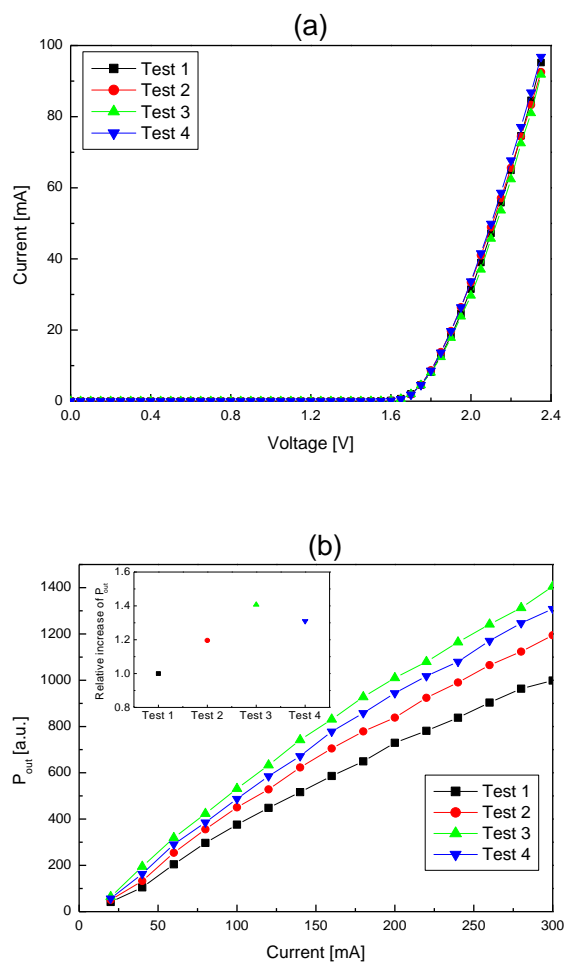 (a)
100
80
60
40
20
0
Current [mA]
Test 1
Test 2
Test 3
Test 4
0.0 0.4 0.8 1.2 1.6 2.0 2.4
Voltage [V]
(b)
1400
1200
1000
800
600
400
200
0
P_out [a.u.]
1.6
1.4
1.2
1.0
0.8
Relative increase of P_out
Test 1 Test 2 Test 3 Test 4
Test 1
Test 2
Test 3
Test 4
0 50 100 150 200 250 300
Current [mA]